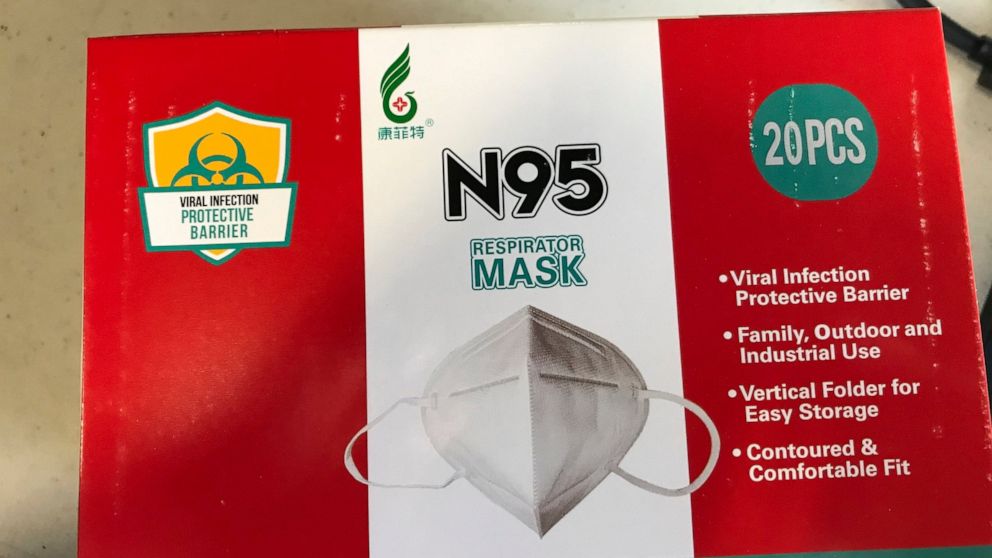 VIRAL INFECTION
PROTECTIVE
BARRIER
康菲特®
N95
RESPIRATOR
MASK
20PCS
•Viral Infection
Protective Barrier
•Family, Outdoor and
Industrial Use
•Vertical Folder for
Easy Storage
•Contoured &
Comfortable Fit